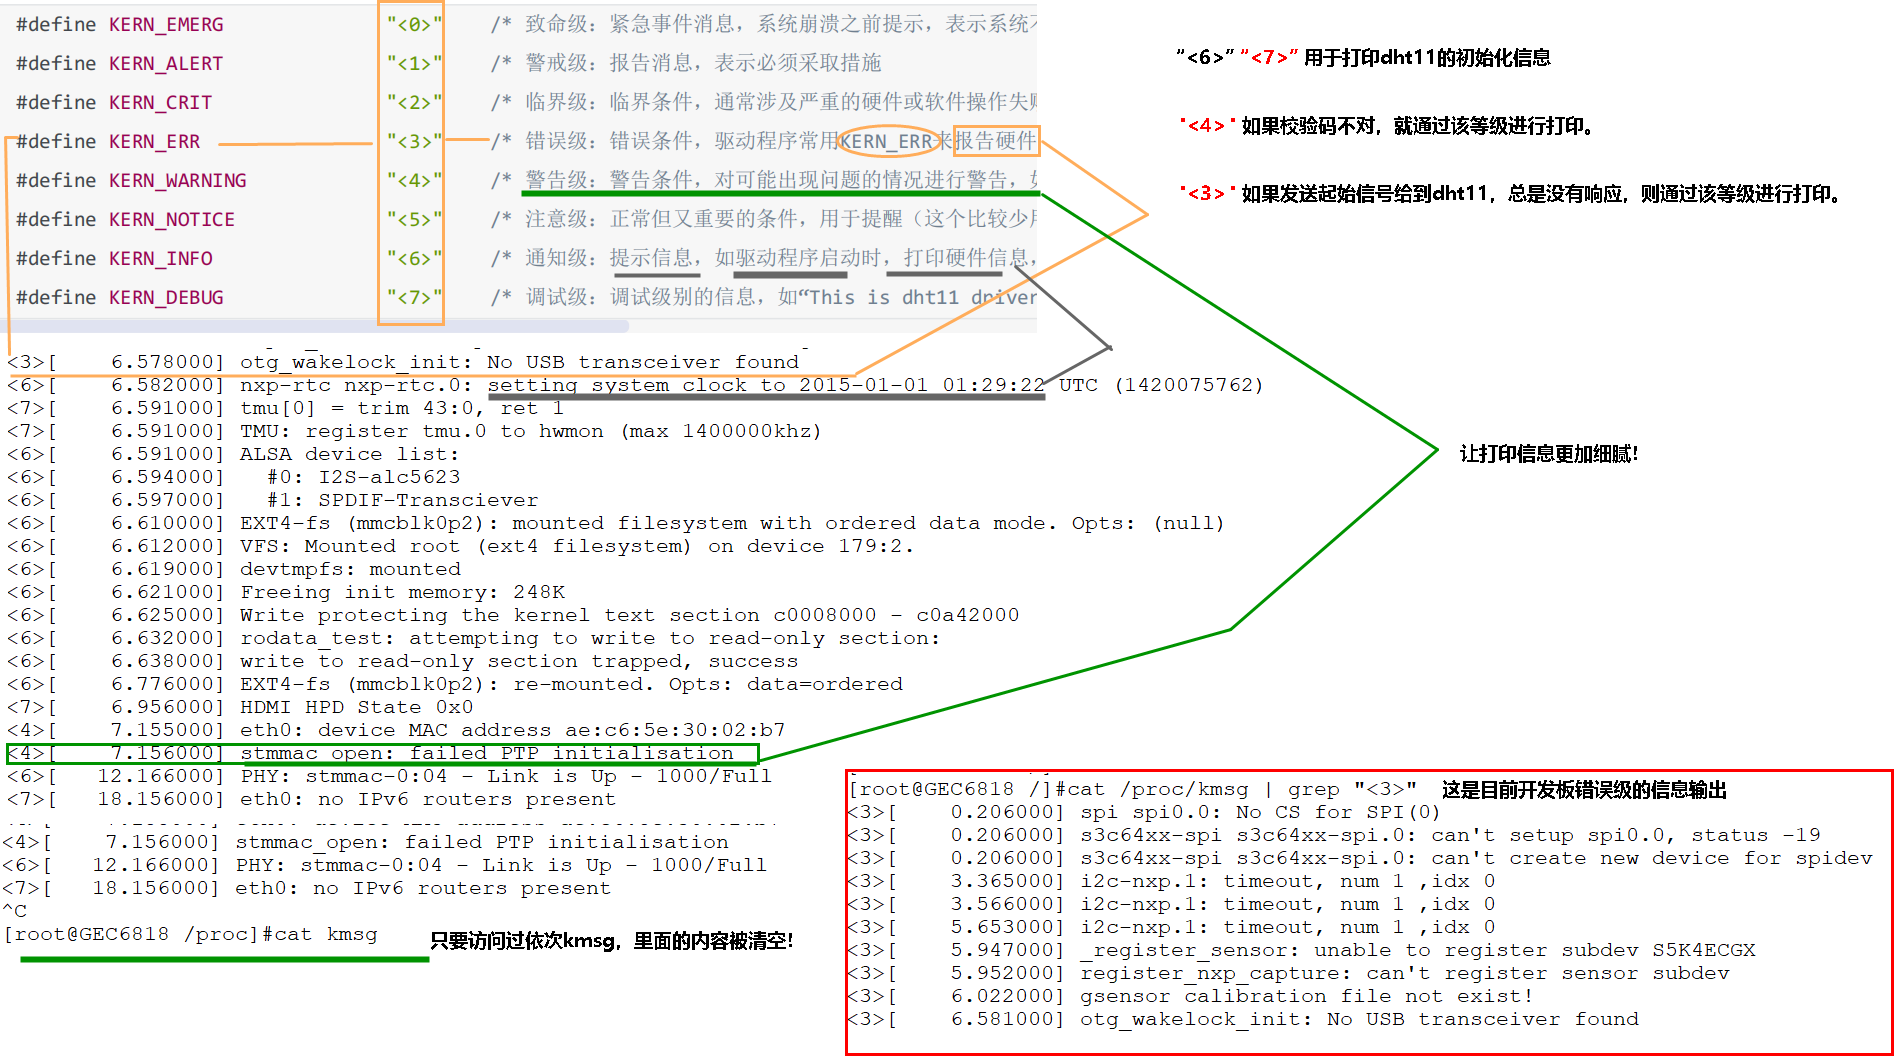 #define KERN_EMERG "<0>" /* 致命级：紧急事件消息，系统崩溃之前提示，表示系统不
#define KERN_ALERT "<1>" /* 警戒级：报告消息，表示必须采取措施
#define KERN_CRIT "<2>" /* 临界级：临界条件，通常涉及严重的硬件或软件操作失败
#define KERN_ERR "<3>" /* 错误级：错误条件，驱动程序常用KERN_ERR来报告硬件
#define KERN_WARNING "<4>" /* 警告级：警告条件，对可能出现问题的情况进行警告，
#define KERN_NOTICE "<5>" /* 注意级：正常但又重要的条件，用于提醒（这个比较少用
#define KERN_INFO "<6>" /* 通知级：提示信息，如驱动程序启动时，打印硬件信息，
#define KERN_DEBUG "<7>" /* 调试级：调试级别的信息，如“This is dht11 driver
“<6>” “<7>” 用于打印dht11的初始化信息
"<4>" 如果校验码不对，就通过该等级进行打印。
"<3>" 如果发送起始信号给到dht11，总是没有响应，则通过该等级进行打印。
<3>[    6.578000] otg_wakelock_init: No USB transceiver found
<6>[    6.582000] nxp-rtc nxp-rtc.0: setting system clock to 2015-01-01 01:29:22 UTC (1420075762)
<7>[    6.591000] tmu[0] = trim 43:0, ret 1
<7>[    6.591000] TMU: register tmu.0 to hwmon (max 1400000khz)
<6>[    6.591000] ALSA device list:
<6>[    6.594000]   #0: I2S-alc5623
<6>[    6.597000]   #1: SPDIF-Transciever
<6>[    6.610000] EXT4-fs (mmcblk0p2): mounted filesystem with ordered data mode. Opts: (null)
<6>[    6.612000] VFS: Mounted root (ext4 filesystem) on device 179:2.
<6>[    6.619000] devtmpfs: mounted
<6>[    6.621000] Freeing init memory: 248K
<6>[    6.625000] Write protecting the kernel text section c0008000 - c0a42000
<6>[    6.632000] rodata_test: attempting to write to read-only section:
<6>[    6.638000] write to read-only section trapped, success
<6>[    6.776000] EXT4-fs (mmcblk0p2): re-mounted. Opts: data=ordered
<7>[    6.956000] HDMI HPD State 0x0
<4>[    7.155000] eth0: device MAC address ae:c6:5e:30:02:b7
<4>[    7.156000] stmmac_open: failed PTP initialisation
<6>[   12.166000] PHY: stmmac-0:04 - Link is Up - 1000/Full
<7>[   18.156000] eth0: no IPv6 routers present
让打印信息更加细腻！
<4>[    7.156000] stmmac_open: failed PTP initialisation
<6>[   12.166000] PHY: stmmac-0:04 - Link is Up - 1000/Full
<7>[   18.156000] eth0: no IPv6 routers present
^C
[root@GEC6818 /proc]#cat kmsg
只要访问过依次kmsg，里面的内容被清空！
[root@GEC6818 /]#cat /proc/kmsg | grep "<3>" 这是目前开发板错误级的信息输出
<3>[    0.206000] spi spi0.0: No CS for SPI(0)
<3>[    0.206000] s3c64xx-spi s3c64xx-spi.0: can't setup spi0.0, status -19
<3>[    0.206000] s3c64xx-spi s3c64xx-spi.0: can't create new device for spidev
<3>[    3.365000] i2c-nxp.1: timeout, num 1 ,idx 0
<3>[    3.566000] i2c-nxp.1: timeout, num 1 ,idx 0
<3>[    5.653000] i2c-nxp.1: timeout, num 1 ,idx 0
<3>[    5.947000] _register_sensor: unable to register subdev S5K4ECGX
<3>[    5.952000] register_nxp_capture: can't register sensor subdev
<3>[    6.022000] gsensor calibration file not exist!
<3>[    6.581000] otg_wakelock_init: No USB transceiver found